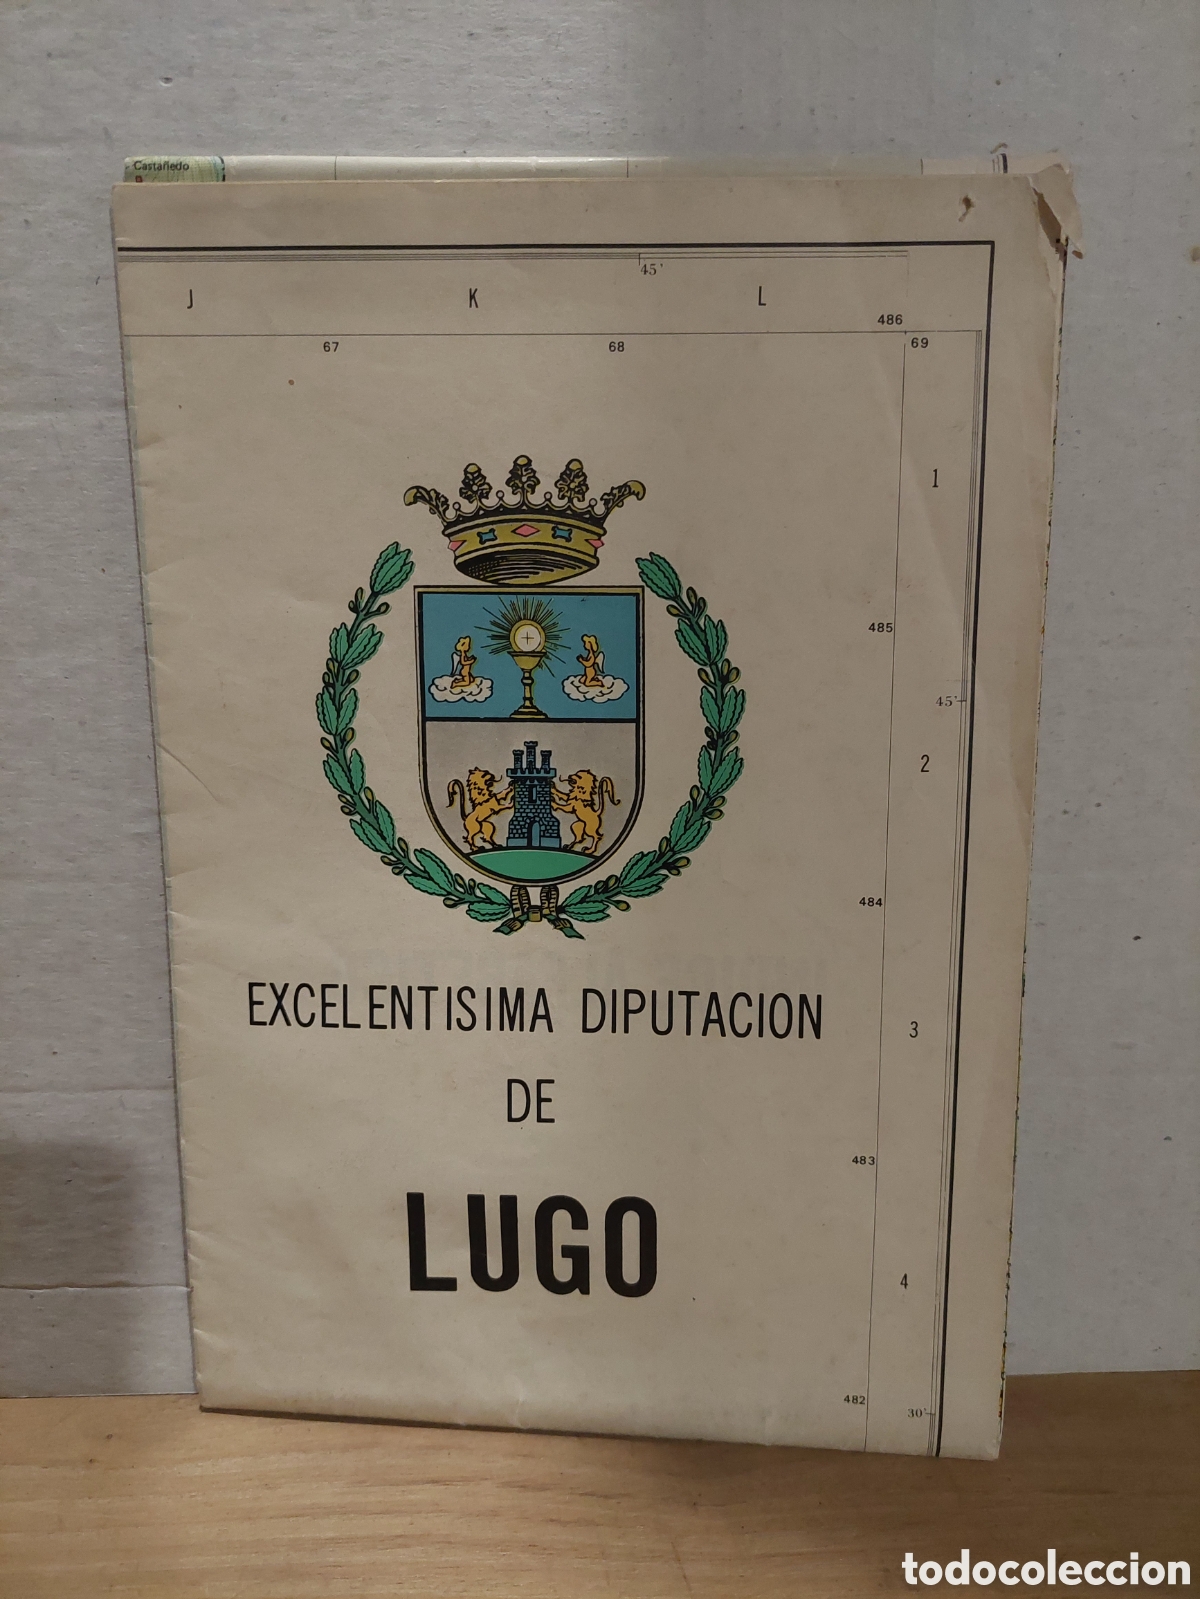 Castañedo
45'
J K L
486
67 68 69
1
485
45'
2
484
EXCELENTISIMA DIPUTACION
3
DE
483
LUGO
4
482
30'
todocoleccion